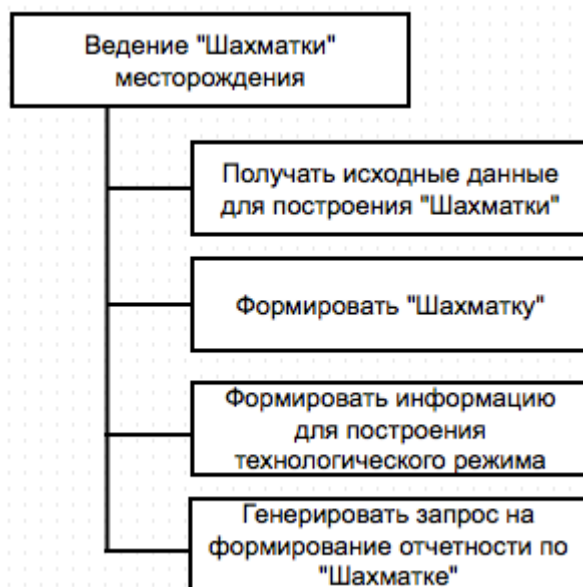 Ведение "Шахматки"
месторождения
Получать исходные данные
для построения "Шахматки"
Формировать "Шахматку"
Формировать информацию
для построения
технологического режима
Генерировать запрос на
формирование отчетности по
"Шахматке"